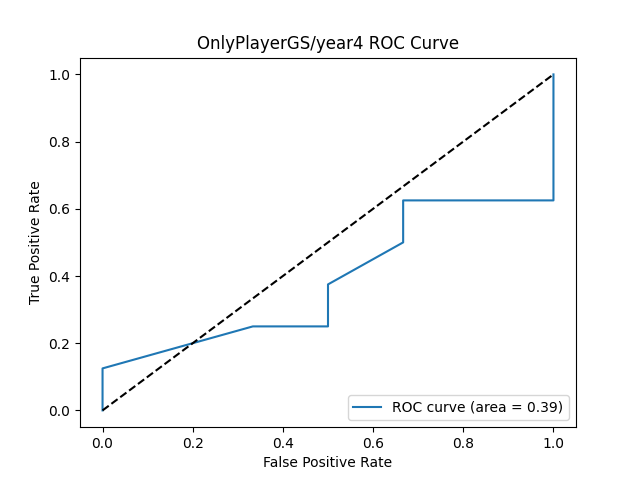 OnlyPlayerGS/year4 ROC Curve
True Positive Rate
1.0
0.8
0.6
0.4
0.2
0.0
0.0 0.2 0.4 0.6 0.8 1.0
False Positive Rate
ROC curve (area = 0.39)